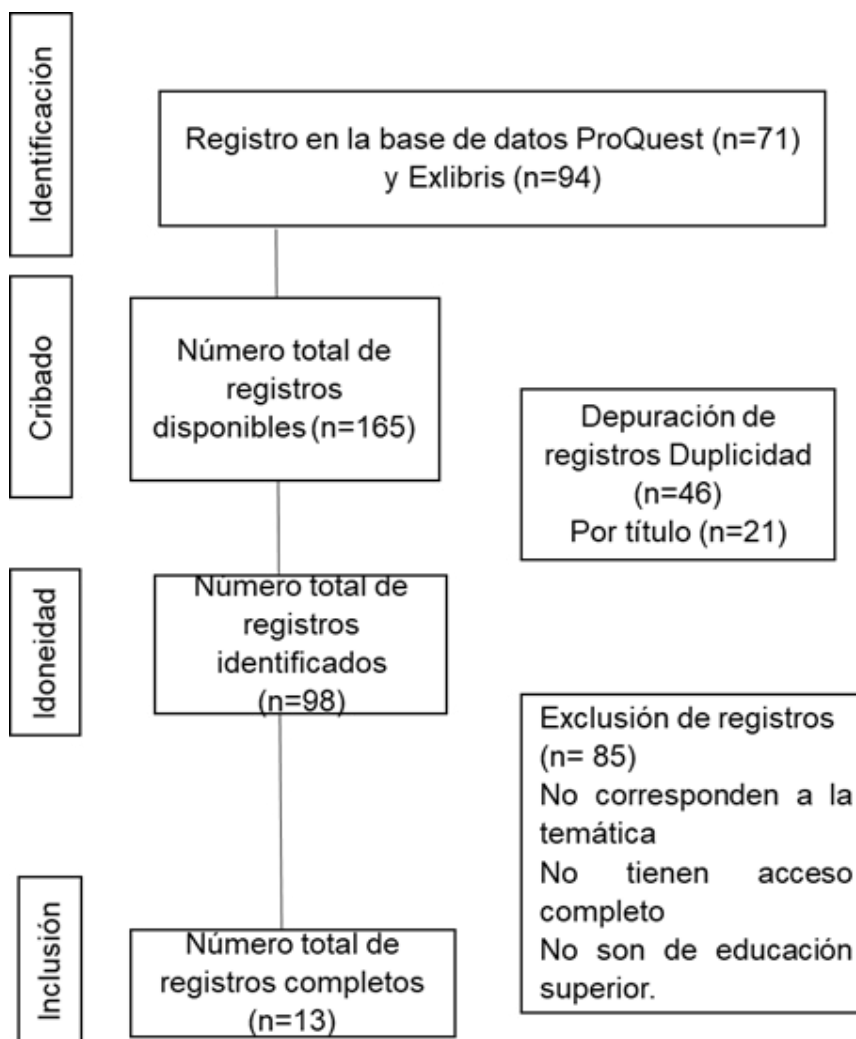 Identificación
Registro en la base de datos ProQuest (n=71)
y Exlibris (n=94)
Cribado
Número total de
registros
disponibles (n=165)
Depuración de
registros Duplicidad
(n=46)
Por título (n=21)
Idoneidad
Número total de
registros
identificados
(n=98)
Exclusión de registros
(n= 85)
No corresponden a la
temática
No tienen acceso
completo
No son de educación
superior.
Inclusión
Número total de
registros completos
(n=13)